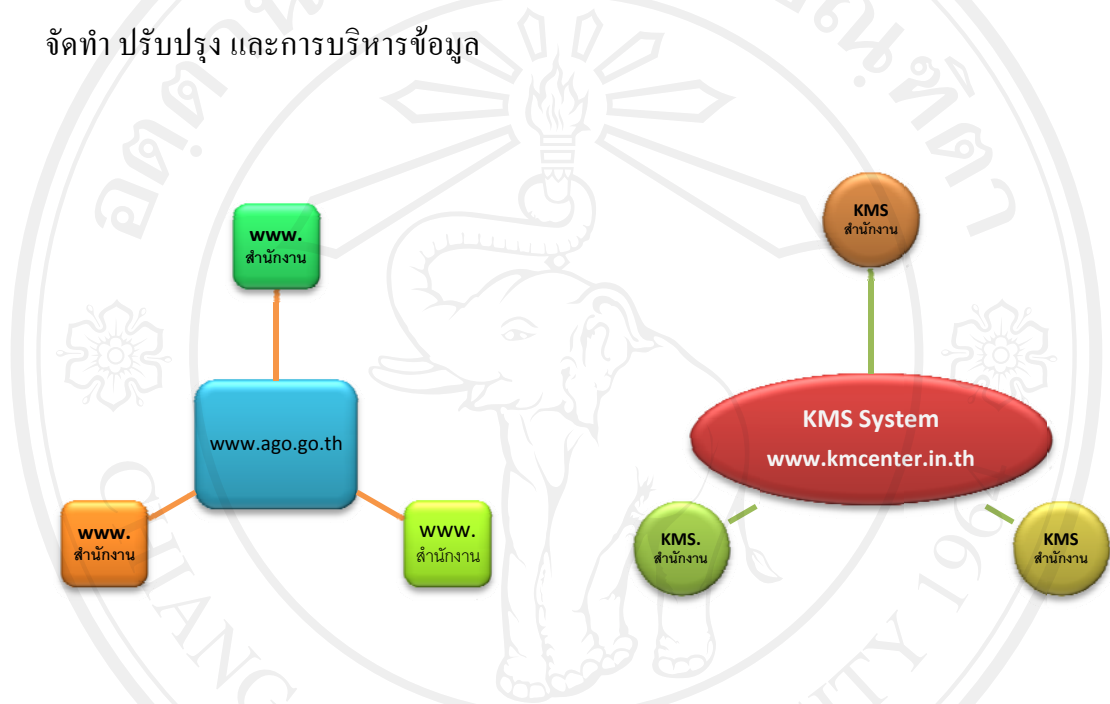 จัดทำ ปรับปรุง และการบริหารข้อมูล
www.
สำนักงาน
www.ago.go.th
www.
สำนักงาน
www.
สำนักงาน
KMS
สำนักงาน
KMS System
www.kmcenter.in.th
KMS.
สำนักงาน
KMS
สำนักงาน